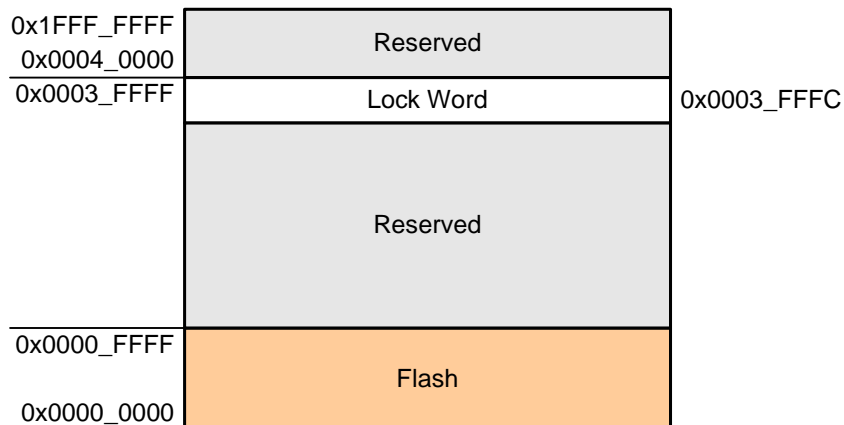 0x1FFF_FFFF
Reserved
0x0004_0000
0x0003_FFFF
Lock Word
0x0003_FFFC
Reserved
0x0000_FFFF
Flash
0x0000_0000